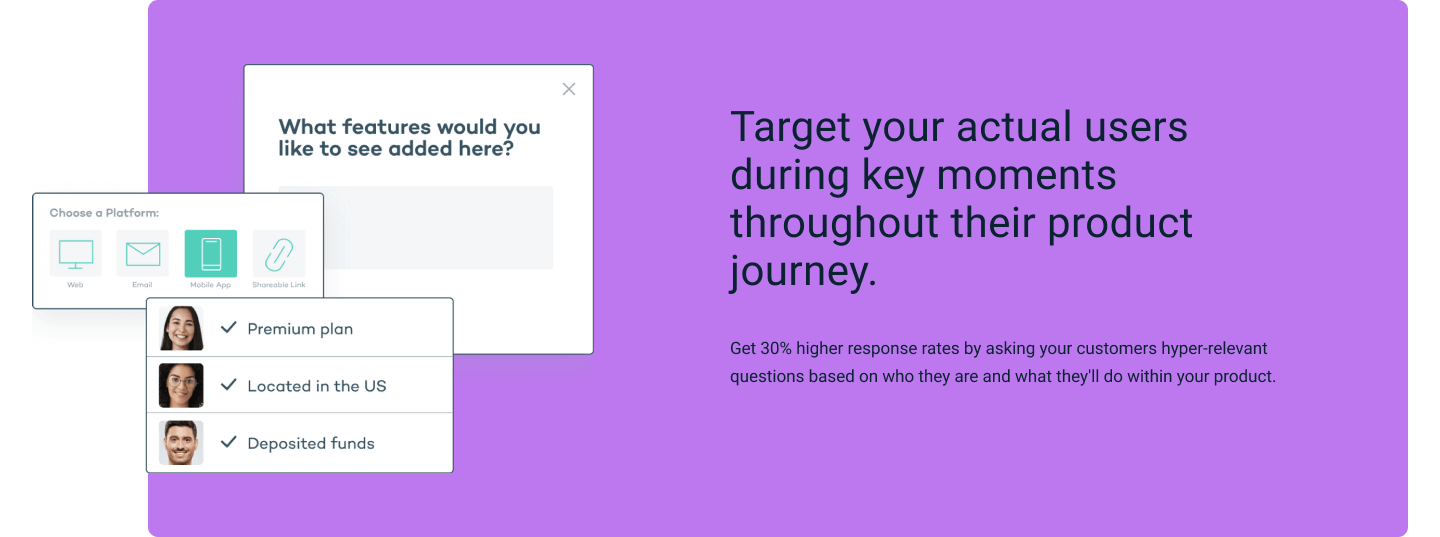 What features would you
like to see added here?
Choose a Platform:
Web
Email
Mobile App
Shareable Link
Premium plan
Located in the US
Deposited funds
Target your actual users
during key moments
throughout their product
journey.
Get 30% higher response rates by asking your customers hyper-relevant
questions based on who they are and what they'll do within your product.